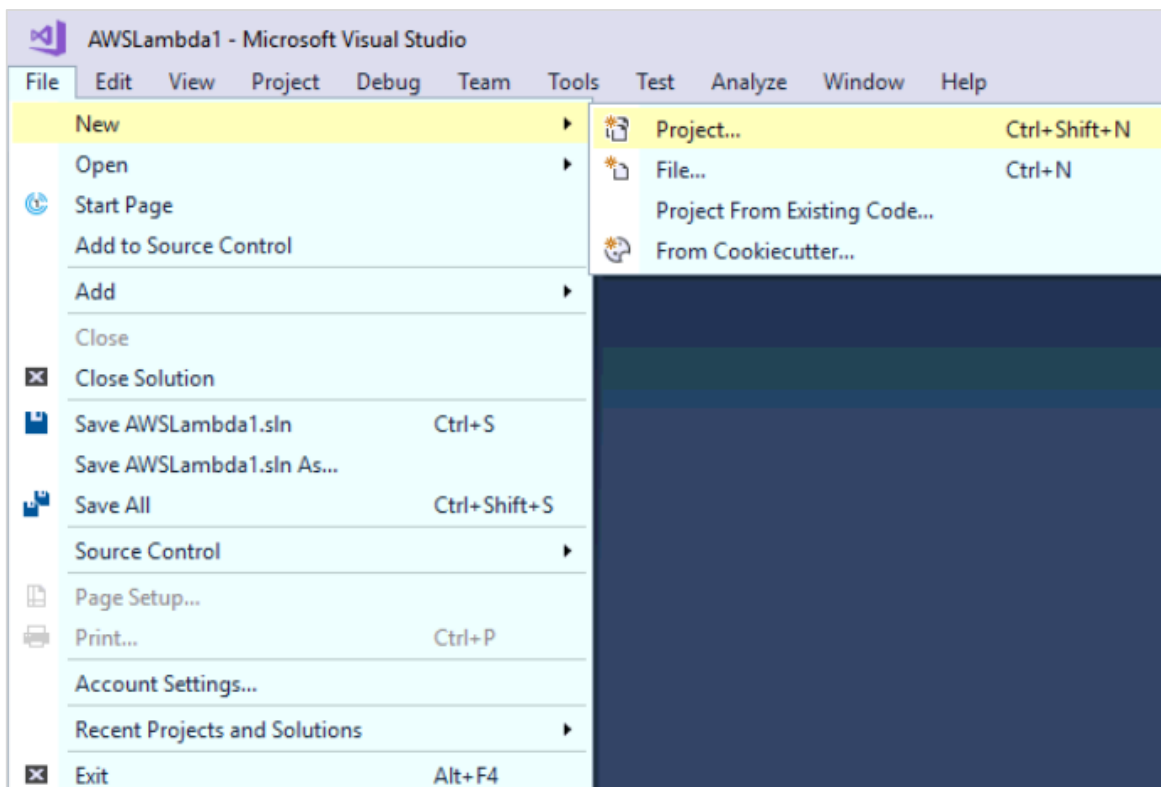 AWSLambda1 - Microsoft Visual Studio
File Edit View Project Debug Team Tools Test Analyze Window Help
New
Project... Ctrl+Shift+N
Open
File... Ctrl+N
Start Page
Project From Existing Code...
Add to Source Control
From Cookiecutter...
Add
Close
Close Solution
Save AWSLambda1.sln Ctrl+S
Save AWSLambda1.sln As...
Save All Ctrl+Shift+S
Source Control
Page Setup...
Print... Ctrl+P
Account Settings...
Recent Projects and Solutions
Exit Alt+F4